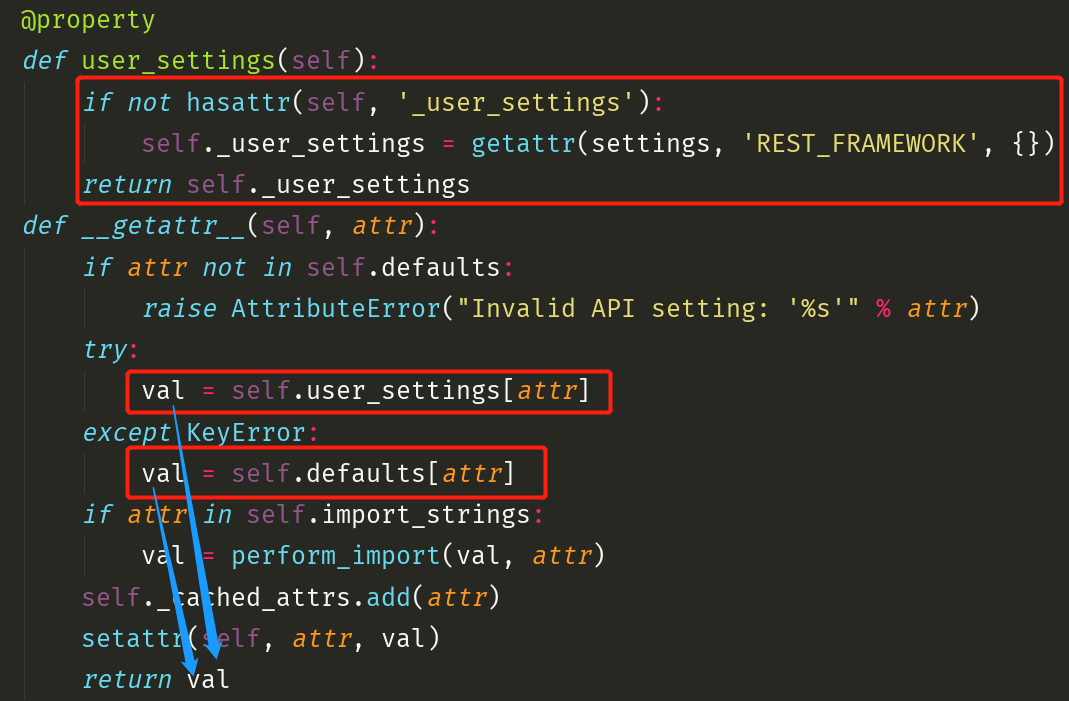 @property
def user_settings(self):
    if not hasattr(self, '_user_settings'):
        self._user_settings = getattr(settings, 'REST_FRAMEWORK', {})
    return self._user_settings
def __getattr__(self, attr):
    if attr not in self.defaults:
        raise AttributeError("Invalid API setting: '%s'" % attr)
    try:
        val = self.user_settings[attr]
    except KeyError:
        val = self.defaults[attr]
    if attr in self.import_strings:
        val = perform_import(val, attr)
    self._cached_attrs.add(attr)
    setattr(self, attr, val)
    return val